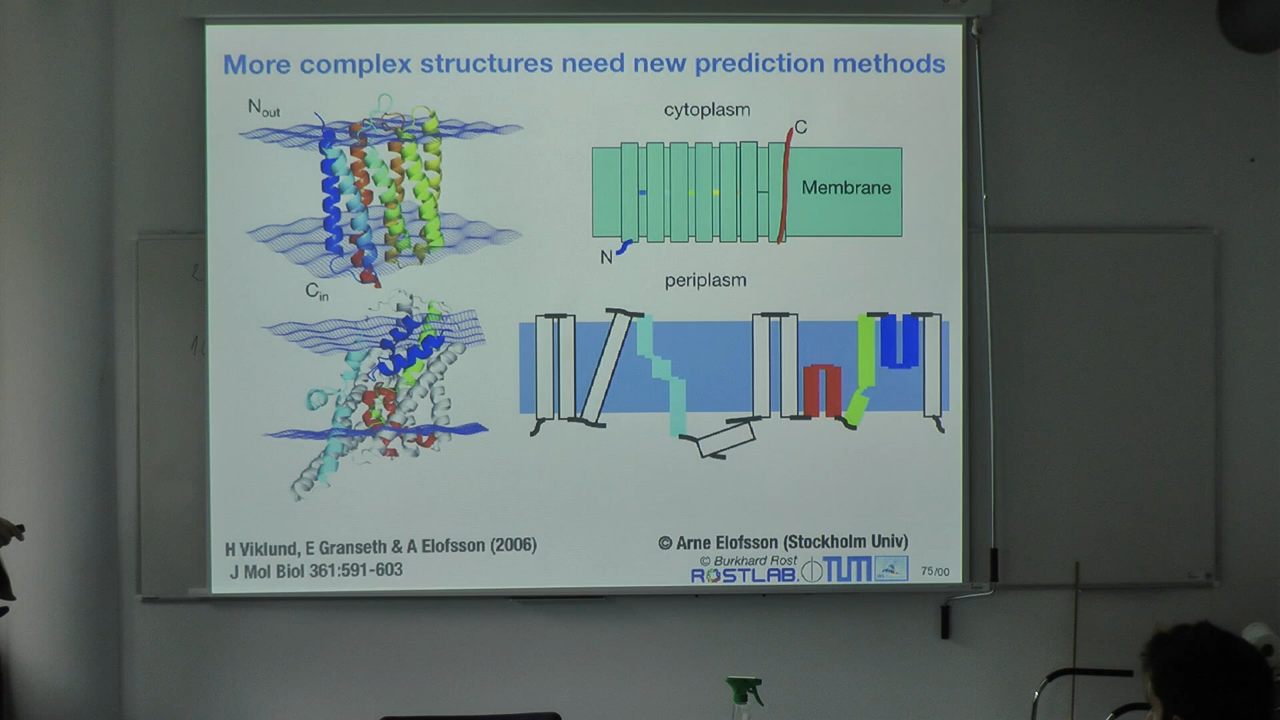 More complex structures need new prediction methods
Nout
cytoplasm
C
Membrane
N
periplasm
Cin
H Viklund, E Granseth & A Elofsson (2006)
J Mol Biol 361:591-603
© Arne Elofsson (Stockholm Univ)
© Burkhard Rost
ROSTLAB.
TUM
75/00